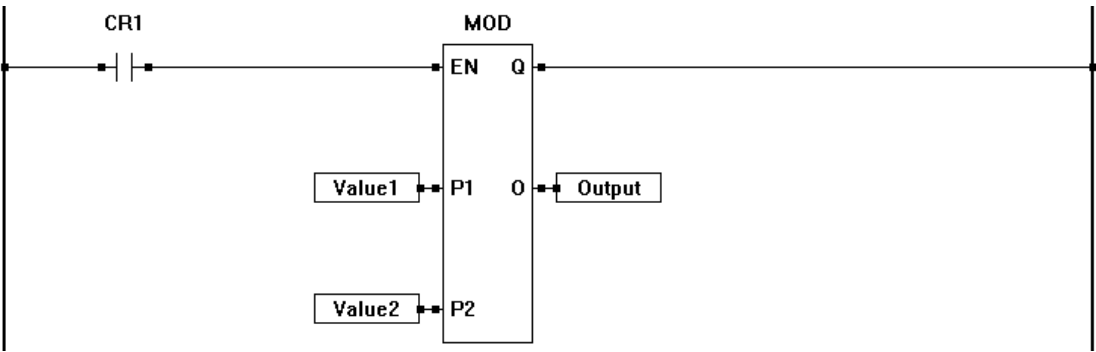 CR1 MOD
EN Q
Value1 P1 O Output
Value2 P2